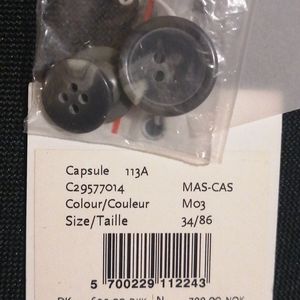 Capsule 113A
C29577014 MAS-CAS
Colour/Couleur M03
Size/Taille 34/86
5 700229 112243